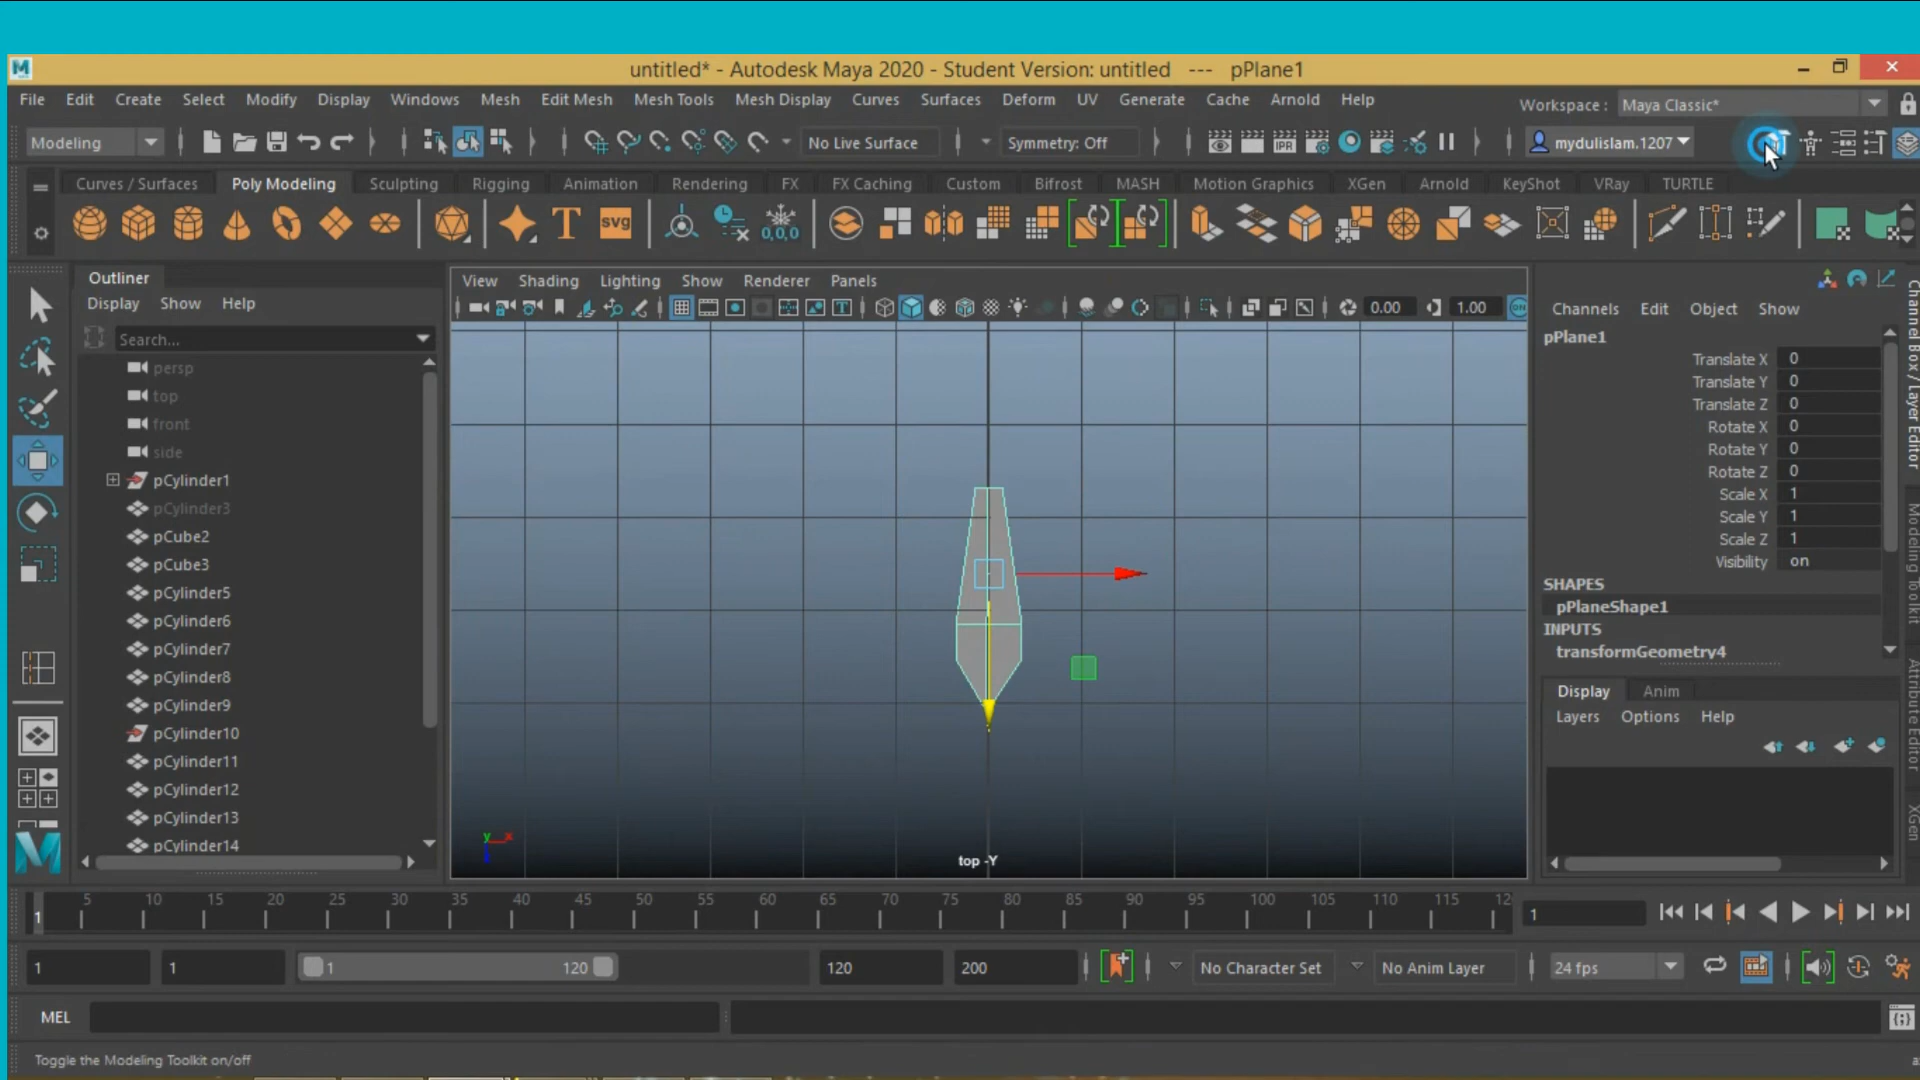 untitled* - Autodesk Maya 2020 - Student Version: untitled --- pPlane1
File Edit Create Select Modify Display Windows Mesh Edit Mesh Mesh Tools Mesh Display Curves Surfaces Deform UV Generate Cache Arnold Help
Workspace : Maya Classic*
Modeling No Live Surface Symmetry: Off IPR mydulislam.1207
Curves / Surfaces Poly Modeling Sculpting Rigging Animation Rendering FX FX Caching Custom Bifrost MASH Motion Graphics XGen Arnold KeyShot VRay TURTLE
T svg 0,0,0
Outliner
Display Show Help
Search...
persp
top
front
side
pCylinder1
pCylinder3
pCube2
pCube3
pCylinder5
pCylinder6
pCylinder7
pCylinder8
pCylinder9
pCylinder10
pCylinder11
pCylinder12
pCylinder13
pCylinder14
View Shading Lighting Show Renderer Panels
0.00 1.00 ON
y x
top -Y
Channels Edit Object Show
pPlane1
Translate X 0
Translate Y 0
Translate Z 0
Rotate X 0
Rotate Y 0
Rotate Z 0
Scale X 1
Scale Y 1
Scale Z 1
Visibility on
SHAPES
pPlaneShape1
INPUTS
transformGeometry4
Display Anim
Layers Options Help
Channel Box / Layer Editor
Modeling Toolkit
Attribute Editor
XGen
1 5 10 15 20 25 30 35 40 45 50 55 60 65 70 75 80 85 90 95 100 105 110 115 12
1
1 1 1 120 120 200 No Character Set No Anim Layer 24 fps
MEL
Toggle the Modeling Toolkit on/off